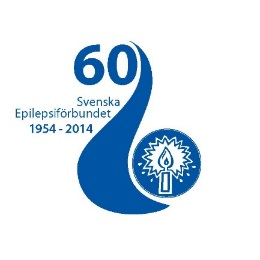 60
Svenska
Epilepsiförbundet
1954 - 2014